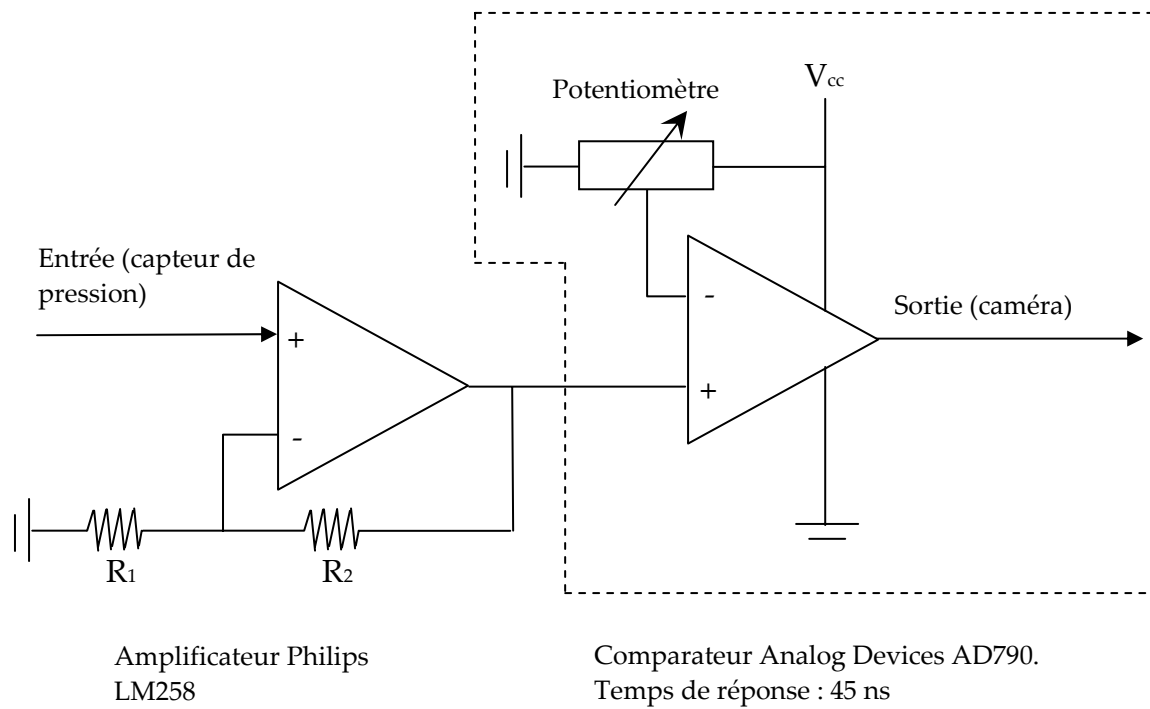 Vcc
Potentiomètre
Entrée (capteur de
pression)
+
-
-
+
Sortie (caméra)
R1
R2
Amplificateur Philips
LM258
Comparateur Analog Devices AD790.
Temps de réponse : 45 ns